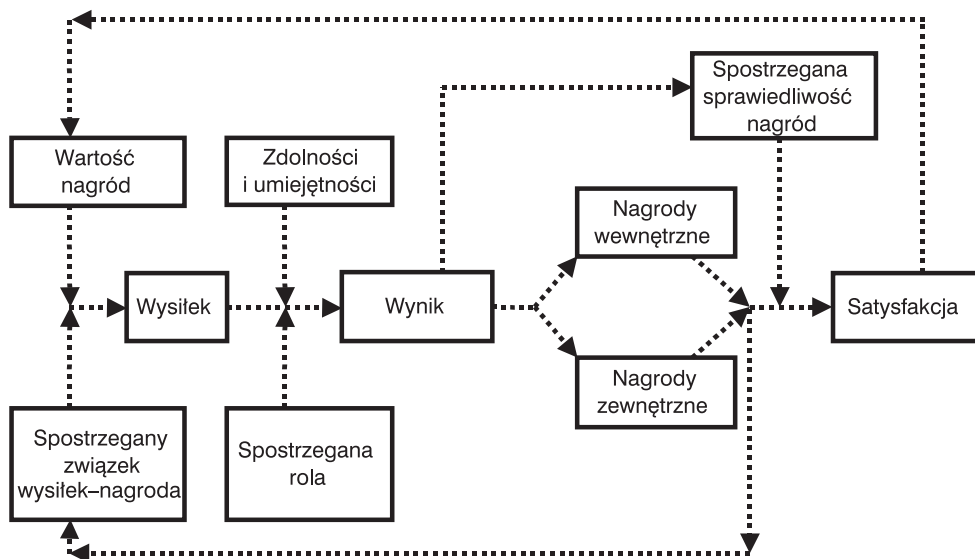 Spostrzegana
sprawiedliwość
nagród
Wartość
nagród
Zdolności
i umiejętności
Nagrody
wewnętrzne
Wysiłek
Wynik
Satysfakcja
Nagrody
zewnętrzne
Spostrzegany
związek
wysiłek–nagroda
Spostrzegana
rola